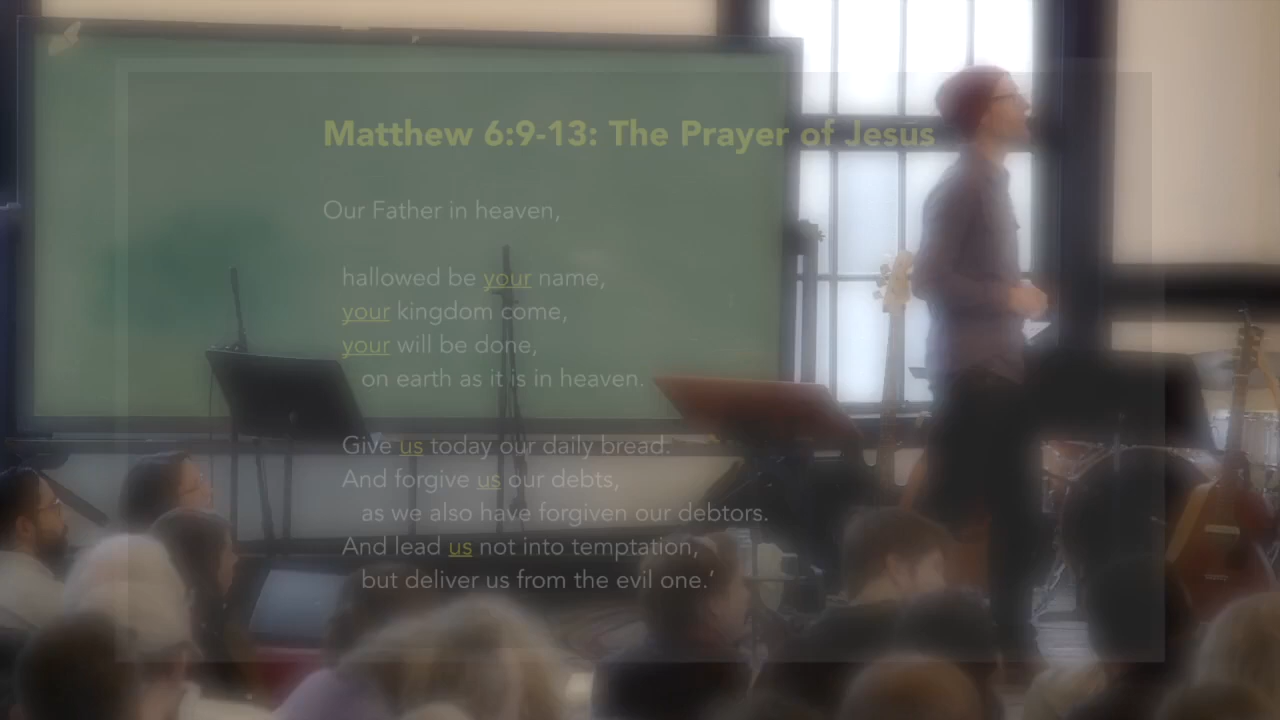 Matthew 6:9-13: The Prayer of Jesus
Our Father in heaven,
hallowed be your name,
your kingdom come,
your will be done,
on earth as it is in heaven.
Give us today our daily bread.
And forgive us our debts,
as we also have forgiven our debtors.
And lead us not into temptation,
but deliver us from the evil one.’